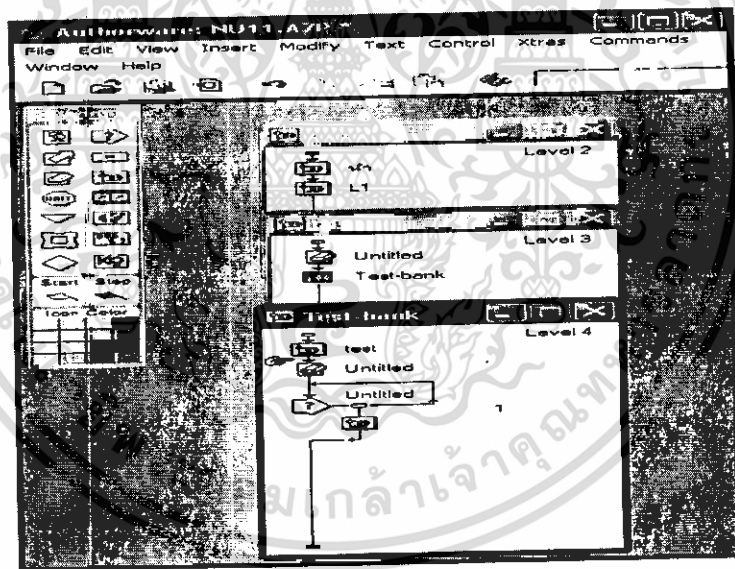 Authorware: NU11-A7P.*
File Edit View Insert Modify Text Control Xtras Commands
Window Help
Level 2
L1
Level 3
Untitled
Test-bank
Test-bank
Level 4
test
Untitled
Untitled
1
Start Stop
Icon Color